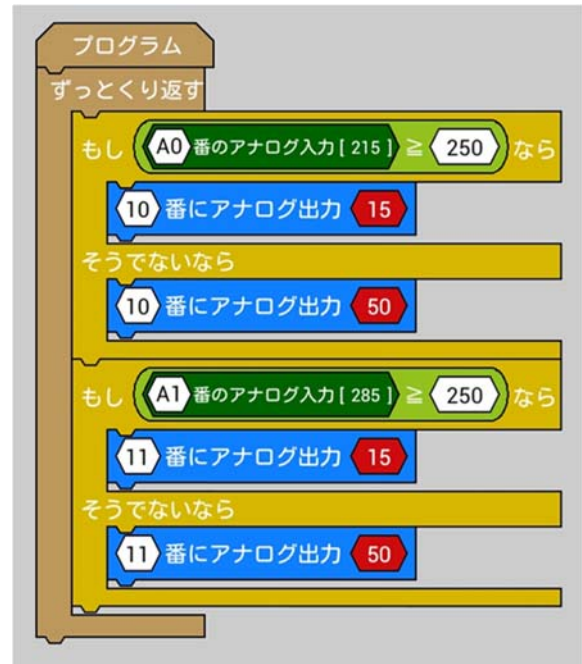 プログラム
ずっとくり返す
もし A0 番のアナログ入力 [ 215 ] ≧ 250 なら
10 番にアナログ出力 15
そうでないなら
10 番にアナログ出力 50
もし A1 番のアナログ入力 [ 285 ] ≧ 250 なら
11 番にアナログ出力 15
そうでないなら
11 番にアナログ出力 50